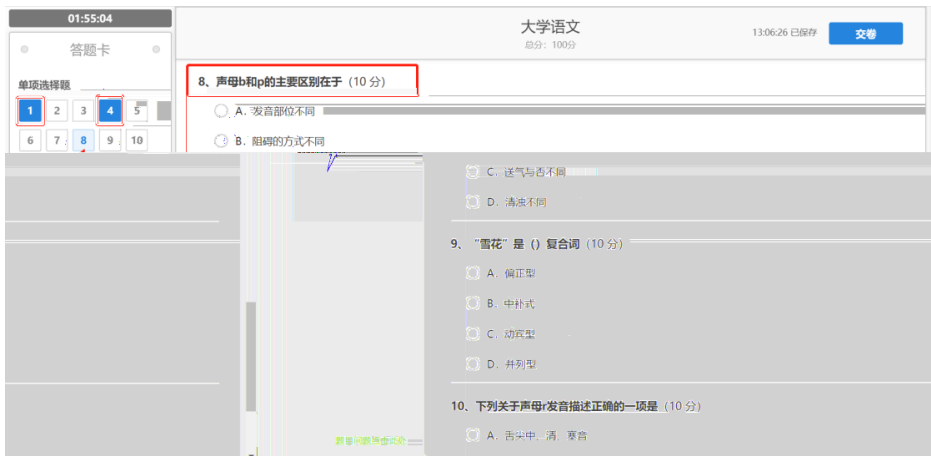 01:55:04
答题卡
单项选择题
1 2 3 4 5
6 7 8 9 10
大学语文
总分：100分
13:06:26 已保存
交卷
8、声母b和p的主要区别在于（10 分）
A. 发音部位不同
B. 阻碍的方式不同
C. 送气与否不同
D. 清浊不同
9、“雪花”是（）复合词（10 分）
A. 偏正型
B. 中补式
C. 动宾型
D. 并列型
10、下列关于声母r发音描述正确的一项是（10 分）
A. 舌尖中、清、塞音